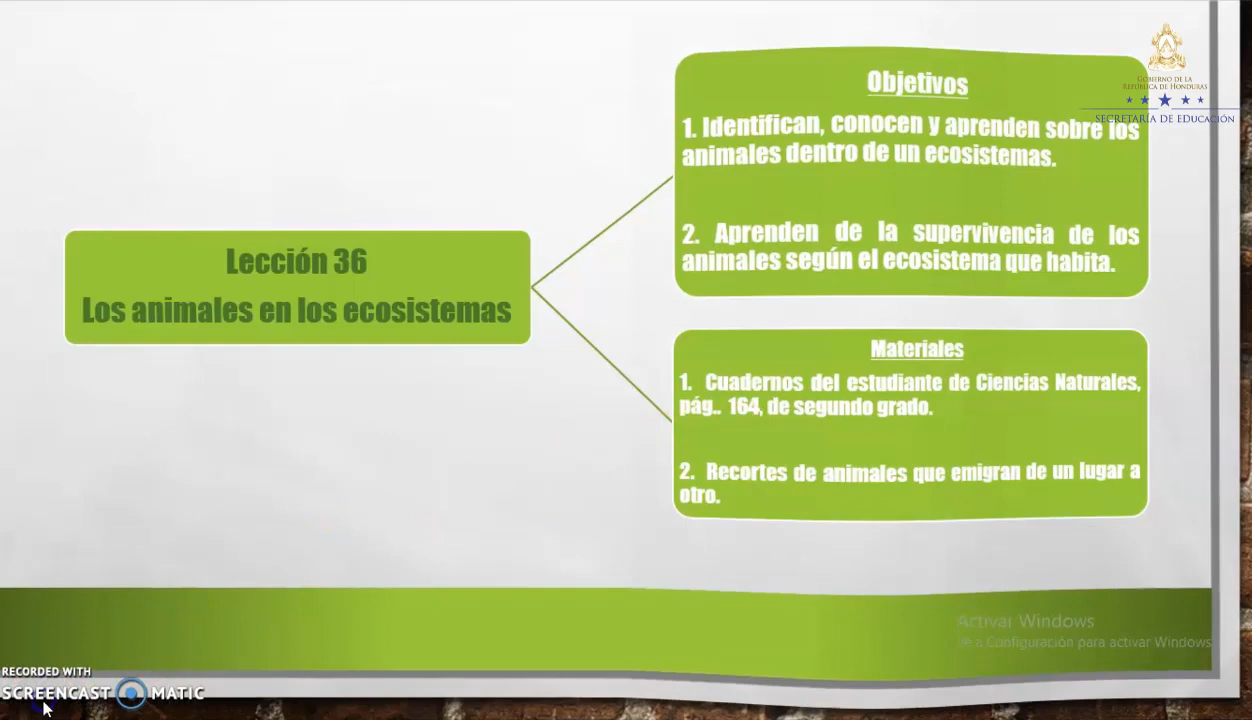 Lección 36
Los animales en los ecosistemas
Objetivos
1. Identifican, conocen y aprenden sobre los
animales dentro de un ecosistemas.
2. Aprenden de la supervivencia de los
animales según el ecosistema que habita.
Materiales
1. Cuadernos del estudiante de Ciencias Naturales,
pág.. 164, de segundo grado.
2. Recortes de animales que emigran de un lugar a
otro.
GOBIERNO DE LA
REPÚBLICA DE HONDURAS
SECRETARÍA DE EDUCACIÓN
Activar Windows
a Configuración para activar Windows
RECORDED WITH
SCREENCAST MATIC